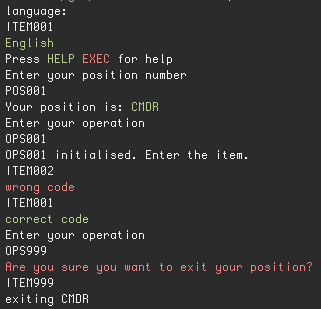 language:
ITEM001
English
Press HELP EXEC for help
Enter your position number
POS001
Your position is: CMDR
Enter your operation
OPS001
OPS001 initialised. Enter the item.
ITEM002
wrong code
ITEM001
correct code
Enter your operation
OPS999
Are you sure you want to exit your position?
ITEM999
exiting CMDR